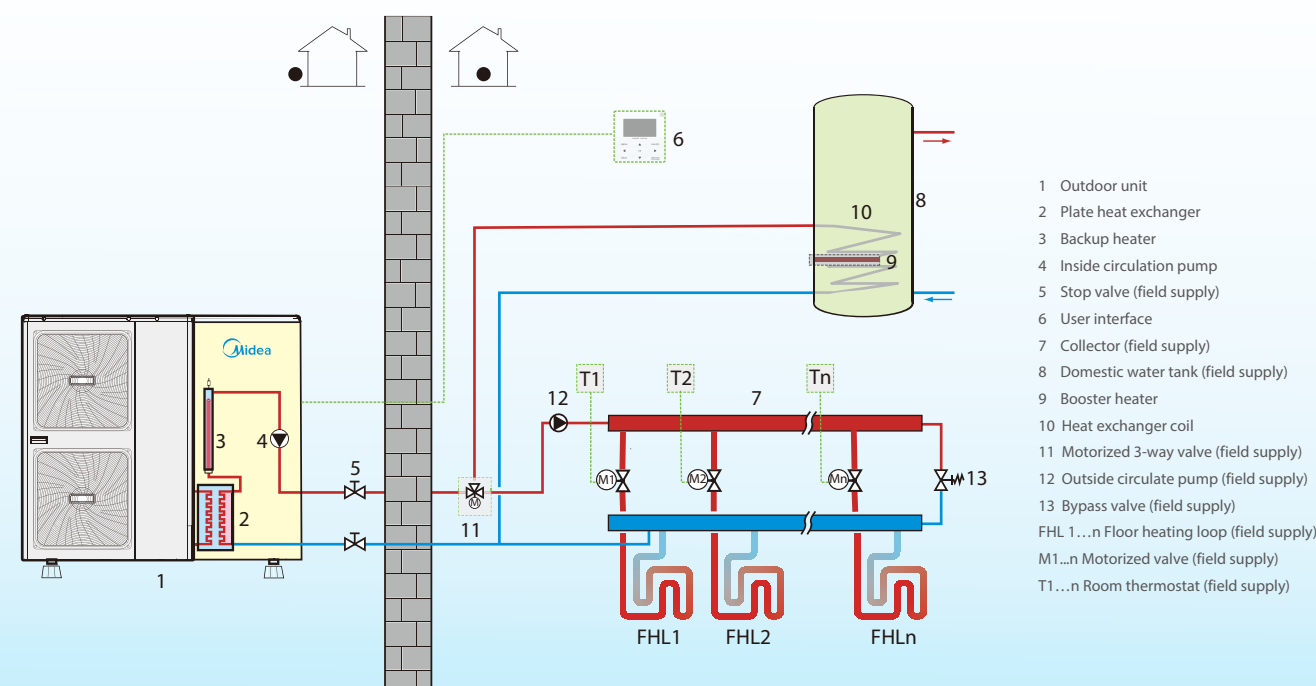 6
8
10
9
Midea
3
4
2
5
11
1
12
T1
T2
Tn
7
M1
M2
Mn
13
FHL1
FHL2
FHLn
M
1 Outdoor unit
2 Plate heat exchanger
3 Backup heater
4 Inside circulation pump
5 Stop valve (field supply)
6 User interface
7 Collector (field supply)
8 Domestic water tank (field supply)
9 Booster heater
10 Heat exchanger coil
11 Motorized 3-way valve (field supply)
12 Outside circulate pump (field supply)
13 Bypass valve (field supply)
FHL 1…n Floor heating loop (field supply)
M1...n Motorized valve (field supply)
T1…n Room thermostat (field supply)